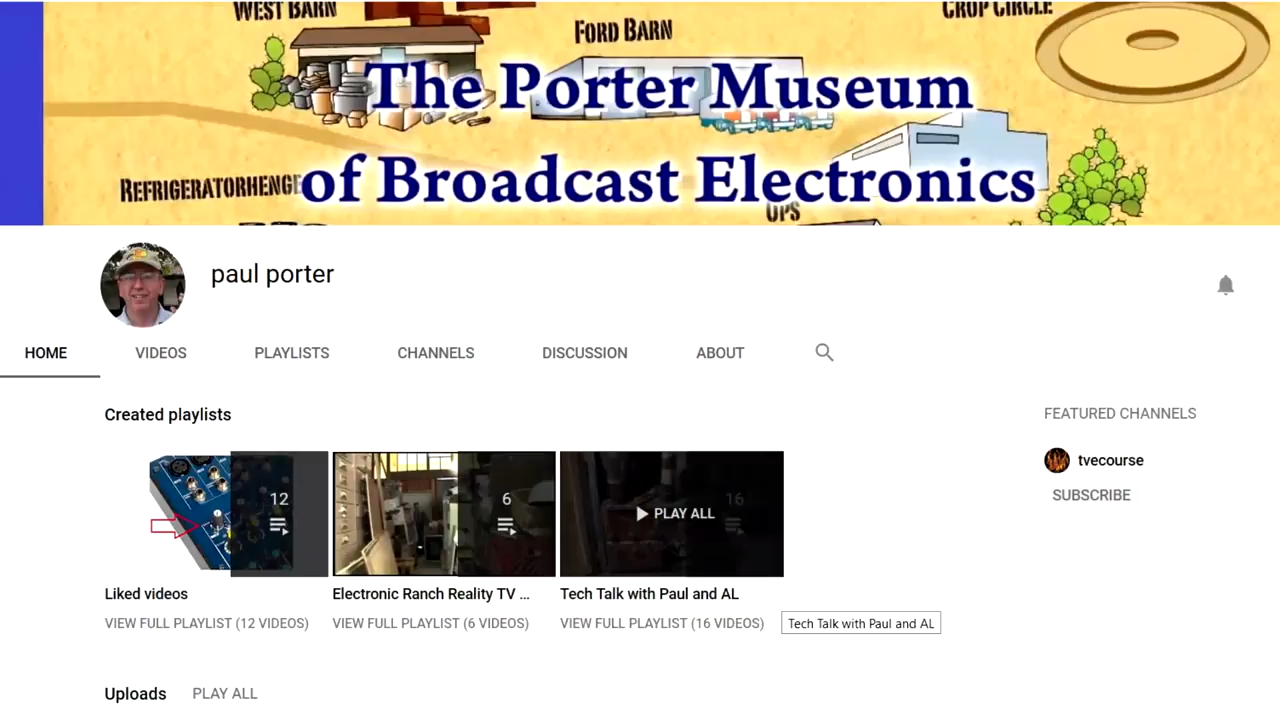 WEST BARN
FORD BARN
CROP CIRCLE
The Porter Museum
REFRIGERATORHENGE
of Broadcast Electronics
OPS
paul porter
HOME VIDEOS PLAYLISTS CHANNELS DISCUSSION ABOUT
Created playlists
FEATURED CHANNELS
tvecourse
SUBSCRIBE
12
6
16
PLAY ALL
Liked videos
Electronic Ranch Reality TV ...
Tech Talk with Paul and AL
VIEW FULL PLAYLIST (12 VIDEOS)
VIEW FULL PLAYLIST (6 VIDEOS)
VIEW FULL PLAYLIST (16 VIDEOS)
Tech Talk with Paul and AL
Uploads PLAY ALL